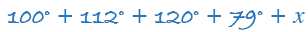 100° + 112° + 120° + 79° + x